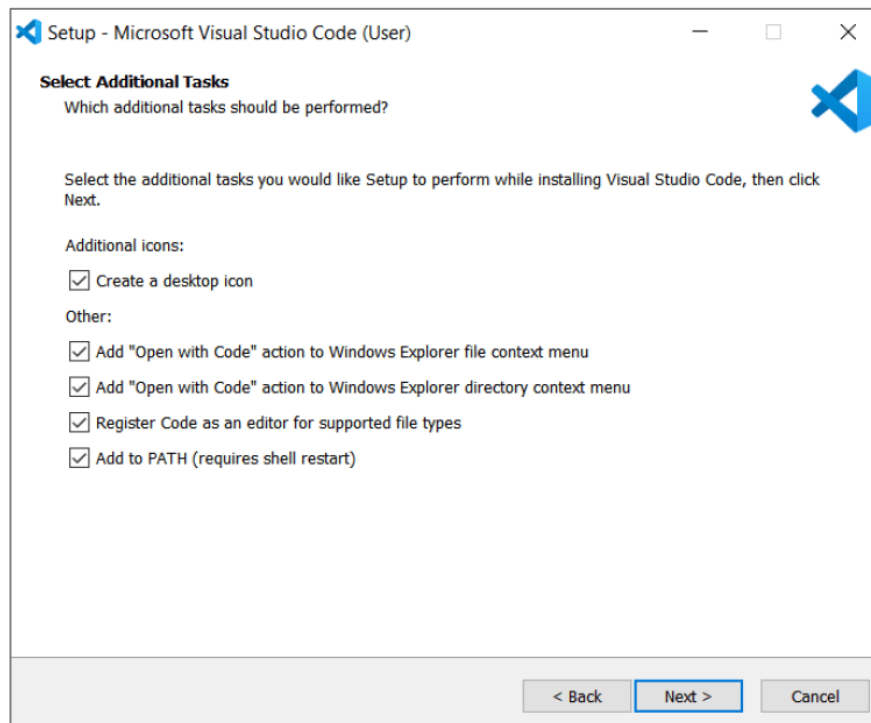 Setup - Microsoft Visual Studio Code (User)
Select Additional Tasks
Which additional tasks should be performed?
Select the additional tasks you would like Setup to perform while installing Visual Studio Code, then click
Next.
Additional icons:
Create a desktop icon
Other:
Add "Open with Code" action to Windows Explorer file context menu
Add "Open with Code" action to Windows Explorer directory context menu
Register Code as an editor for supported file types
Add to PATH (requires shell restart)
< Back Next > Cancel